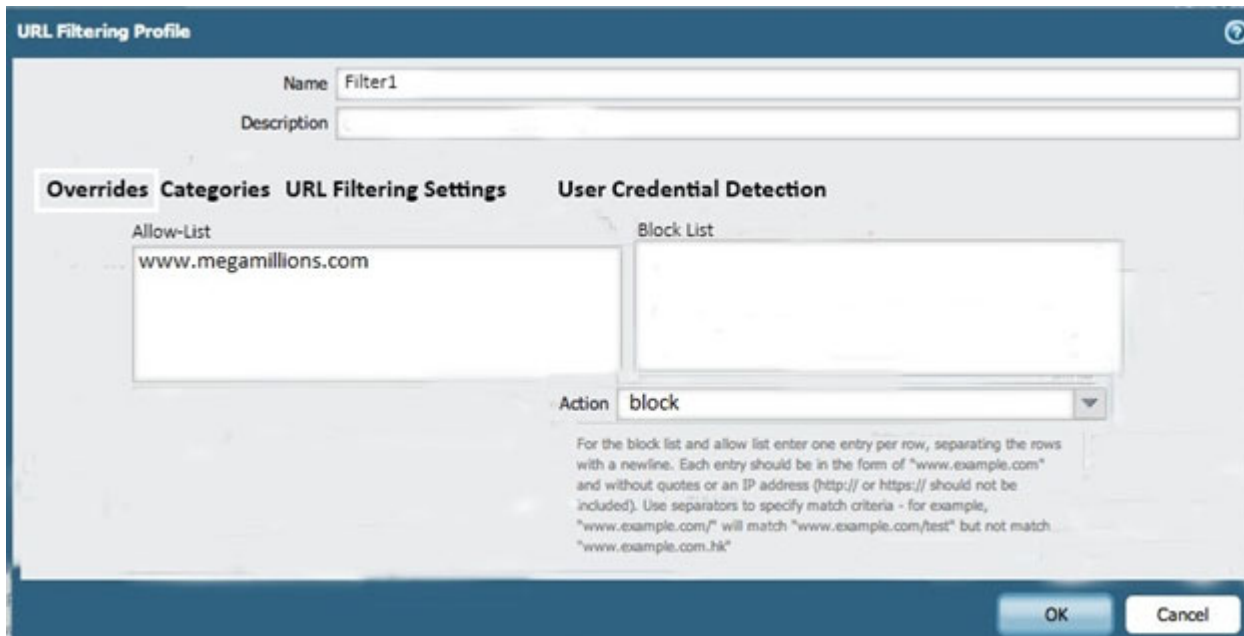 URL Filtering Profile
?
Name Filter1
Description
Overrides Categories URL Filtering Settings User Credential Detection
Allow-List Block List
www.megamillions.com
Action block
For the block list and allow list enter one entry per row, separating the rows
with a newline. Each entry should be in the form of "www.example.com"
and without quotes or an IP address (http:// or https:// should not be
included). Use separators to specify match criteria - for example,
"www.example.com/" will match "www.example.com/test" but not match
"www.example.com.hk"
OK Cancel